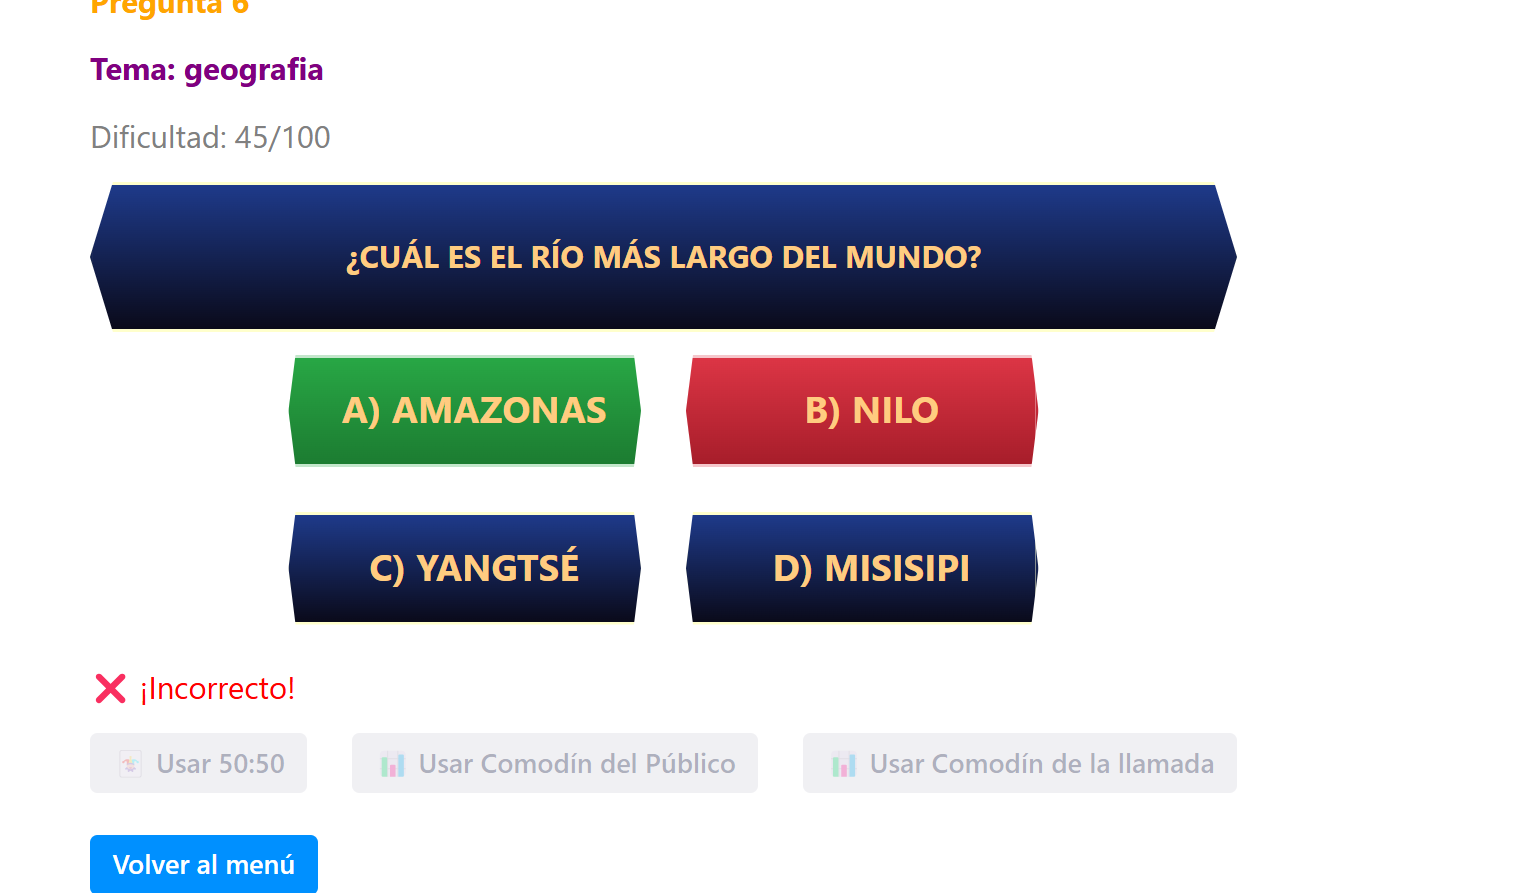 Pregunta 6
Tema: geografia
Dificultad: 45/100
¿CUÁL ES EL RÍO MÁS LARGO DEL MUNDO?
A) AMAZONAS
B) NILO
C) YANGTSÉ
D) MISISIPI
❌ ¡Incorrecto!
Usar 50:50
Usar Comodín del Público
Usar Comodín de la llamada
Volver al menú